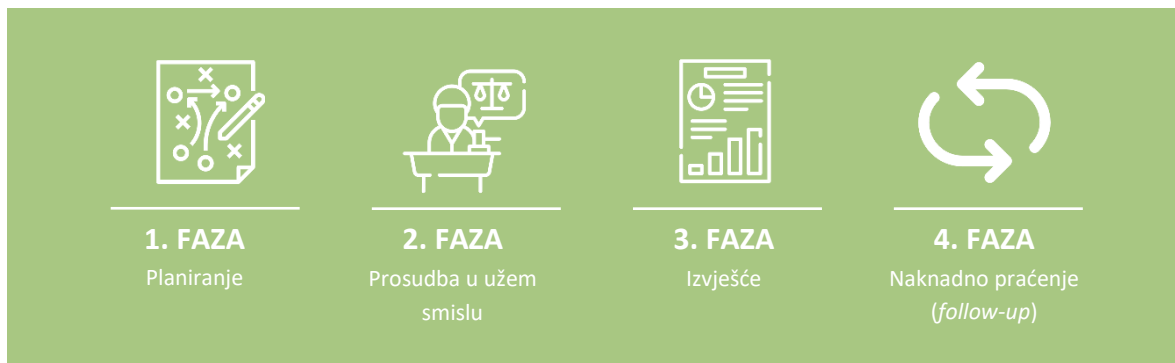 1. FAZA
Planiranje
2. FAZA
Prosudba u užem
smislu
3. FAZA
Izvješće
4. FAZA
Naknadno praćenje
(follow-up)